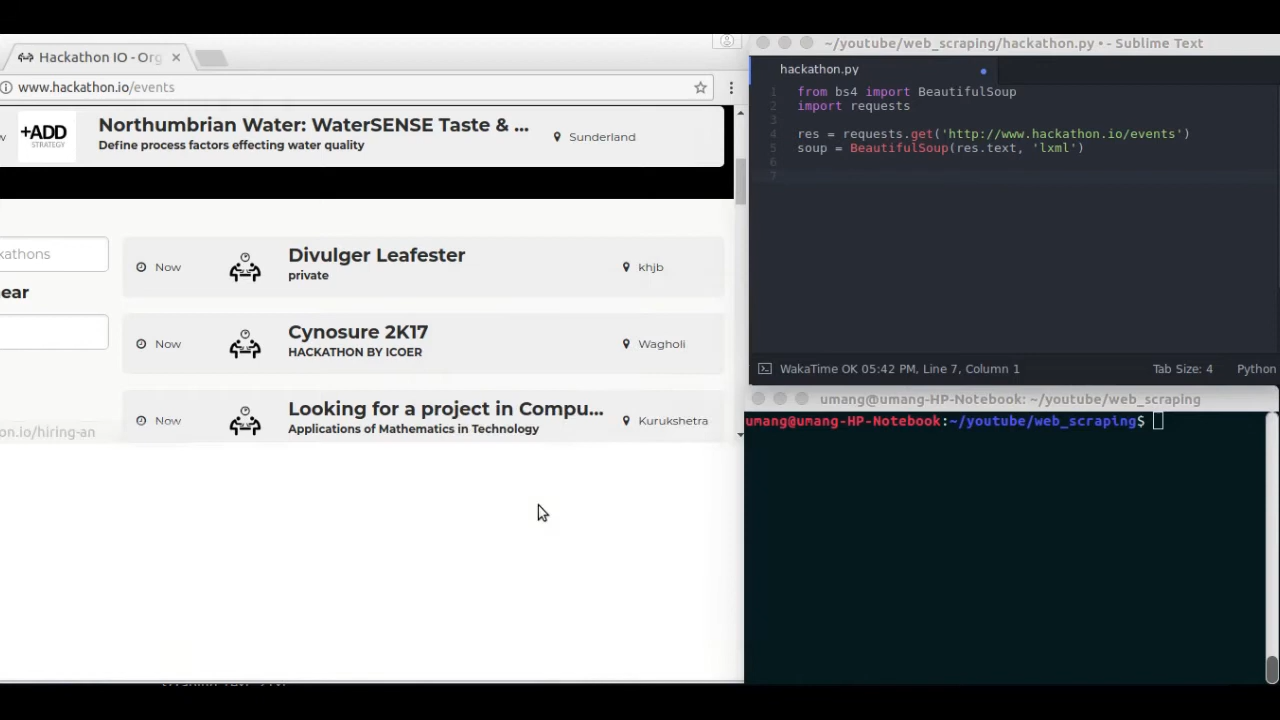 Hackathon IO - Org
www.hackathon.io/events
+ADD
STRATEGY
Northumbrian Water: WaterSENSE Taste & ...
Define process factors effecting water quality
Sunderland
kathons
ear
Now
Divulger Leafester
private
khjb
Now
Cynosure 2K17
HACKATHON BY ICOER
Wagholi
Now
Looking for a project in Compu...
Applications of Mathematics in Technology
Kurukshetra
on.io/hiring-an
~/youtube/web_scraping/hackathon.py • - Sublime Text
hackathon.py
1 from bs4 import BeautifulSoup
2 import requests
3
4 res = requests.get('http://www.hackathon.io/events')
5 soup = BeautifulSoup(res.text, 'lxml')
6
7
WakaTime OK 05:42 PM, Line 7, Column 1
Tab Size: 4
Python
umang@umang-HP-Notebook: ~/youtube/web_scraping
umang@umang-HP-Notebook:~/youtube/web_scraping$